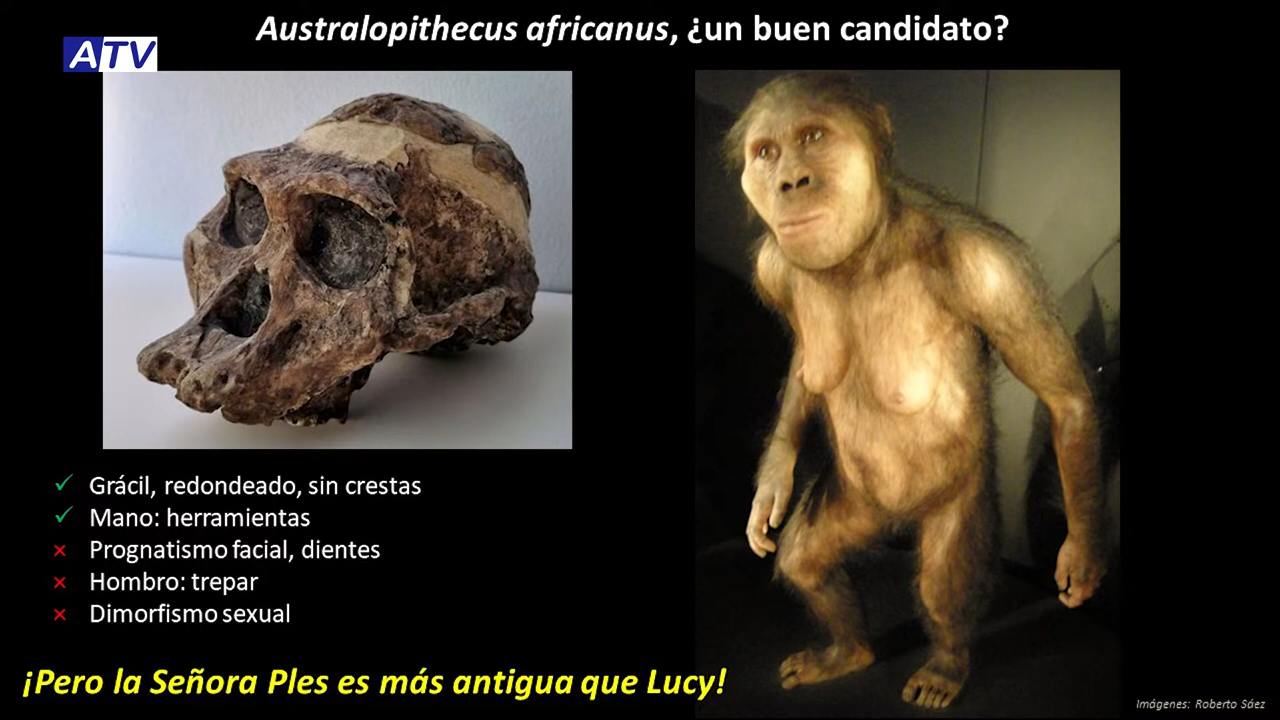 Australopithecus africanus, ¿un buen candidato?
ATV
Grácil, redondeado, sin crestas
Mano: herramientas
Prognatismo facial, dientes
Hombro: trepar
Dimorfismo sexual
¡Pero la Señora Ples es más antigua que Lucy!
Imágenes: Roberto Sáez